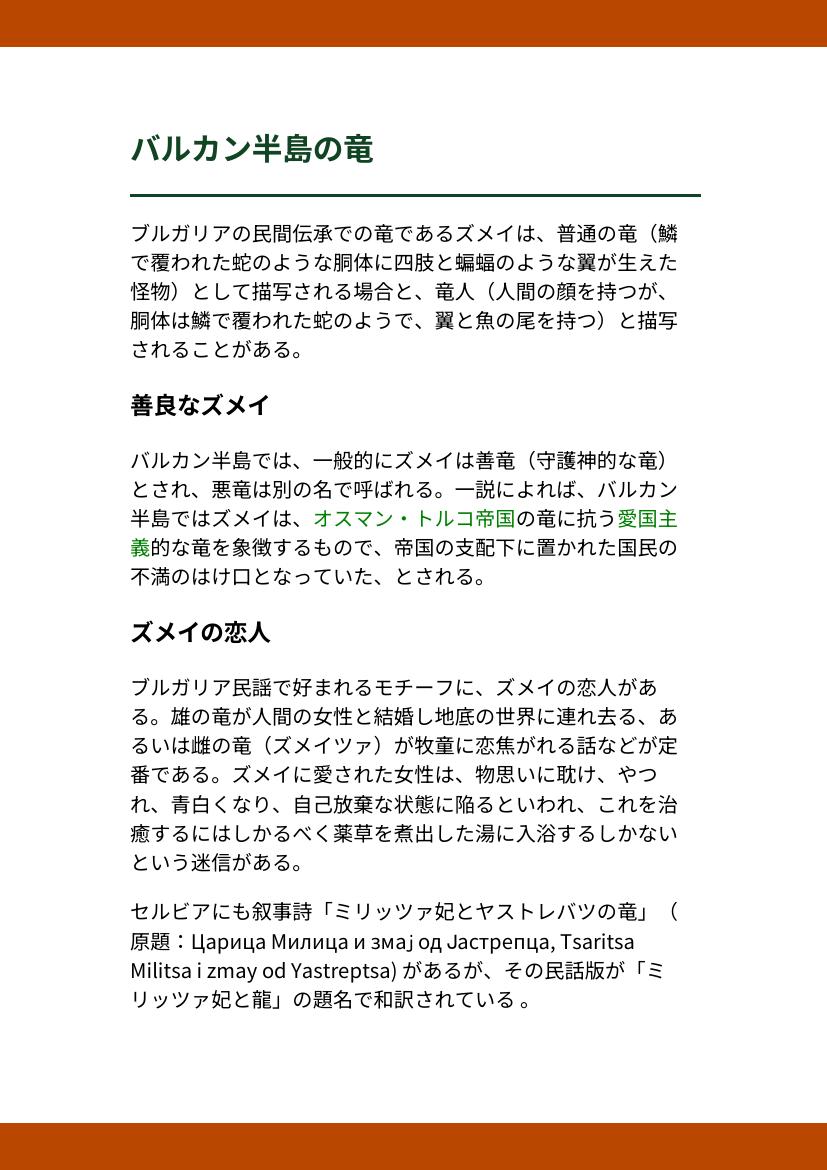 バルカン半島の竜
ブルガリアの民間伝承での竜であるズメイは、普通の竜（鱗
で覆われた蛇のような胴体に四肢と蝙蝠のような翼が生えた
怪物）として描写される場合と、竜人（人間の顔を持つが、
胴体は鱗で覆われた蛇のようで、翼と魚の尾を持つ）と描写
されることがある。
善良なズメイ
バルカン半島では、一般的にズメイは善竜（守護神的な竜）
とされ、悪竜は別の名で呼ばれる。一説によれば、バルカン
半島ではズメイは、オスマン・トルコ帝国の竜に抗う愛国主
義的な竜を象徴するもので、帝国の支配下に置かれた国民の
不満のはけ口となっていた、とされる。
ズメイの恋人
ブルガリア民謡で好まれるモチーフに、ズメイの恋人があ
る。雄の竜が人間の女性と結婚し地底の世界に連れ去る、あ
るいは雌の竜（ズメイツァ）が牧童に恋焦がれる話などが定
番である。ズメイに愛された女性は、物思いに耽け、やつ
れ、青白くなり、自己放棄な状態に陥るといわれ、これを治
癒するにはしかるべく薬草を煮出した湯に入浴するしかない
という迷信がある。
セルビアにも叙事詩「ミリッツァ妃とヤストレバツの竜」（
原題：Царица Милица и змај од Јастрепца, Tsaritsa
Militsa i zmay od Yastreptsa) があるが、その民話版が「ミ
リッツァ妃と龍」の題名で和訳されている 。